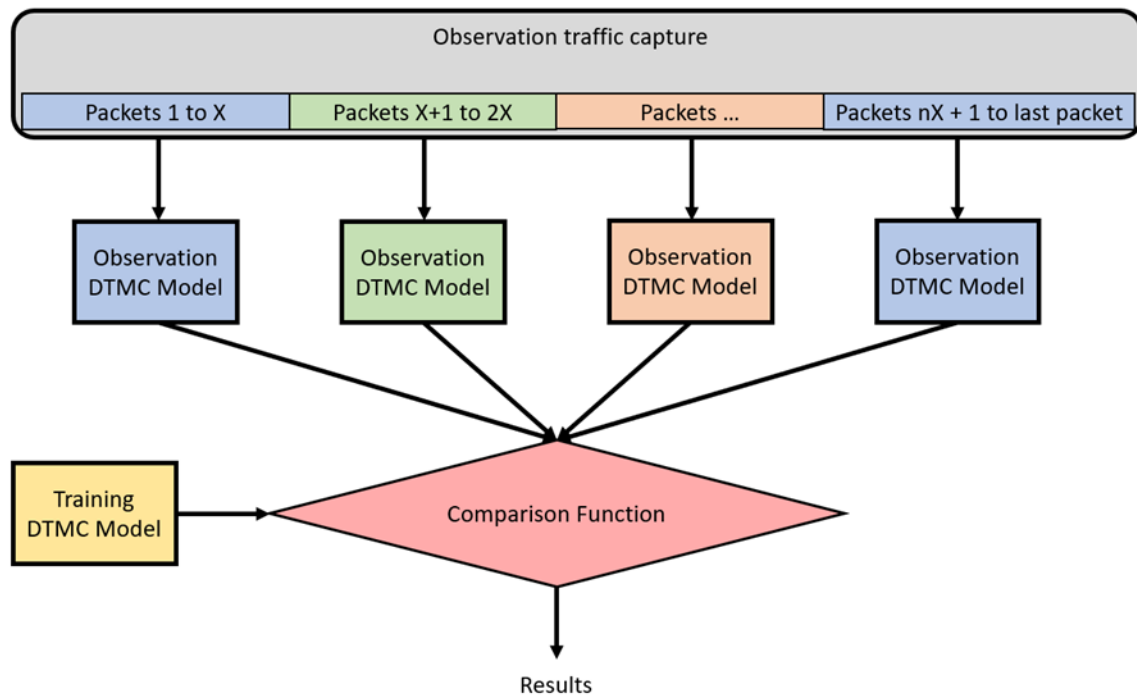 Observation traffic capture
Packets 1 to X
Packets X+1 to 2X
Packets ...
Packets nX + 1 to last packet
Observation
DTMC Model
Observation
DTMC Model
Observation
DTMC Model
Observation
DTMC Model
Training
DTMC Model
Comparison Function
Results